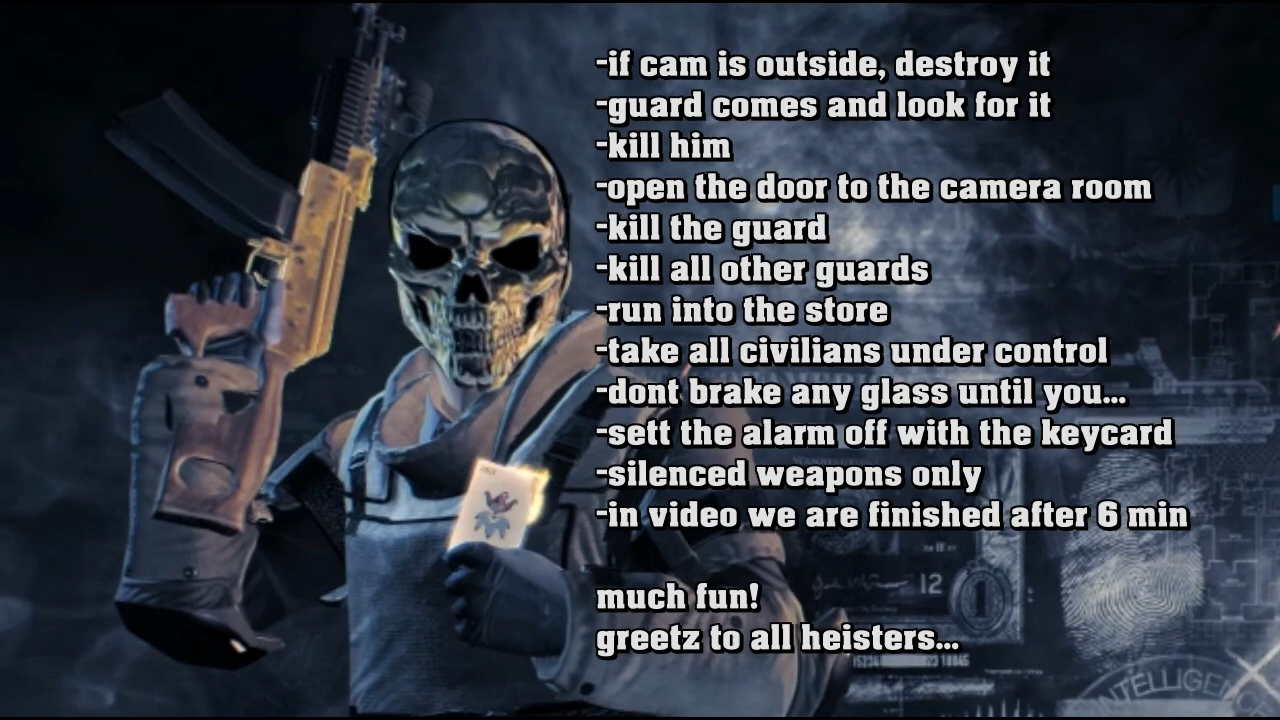 -if cam is outside, destroy it
-guard comes and look for it
-kill him
-open the door to the camera room
-kill the guard
-kill all other guards
-run into the store
-take all civilians under control
-dont brake any glass until you...
-sett the alarm off with the keycard
-silenced weapons only
-in video we are finished after 6 min
12
1
much fun!
greetz to all heisters...
INTELLIGENC